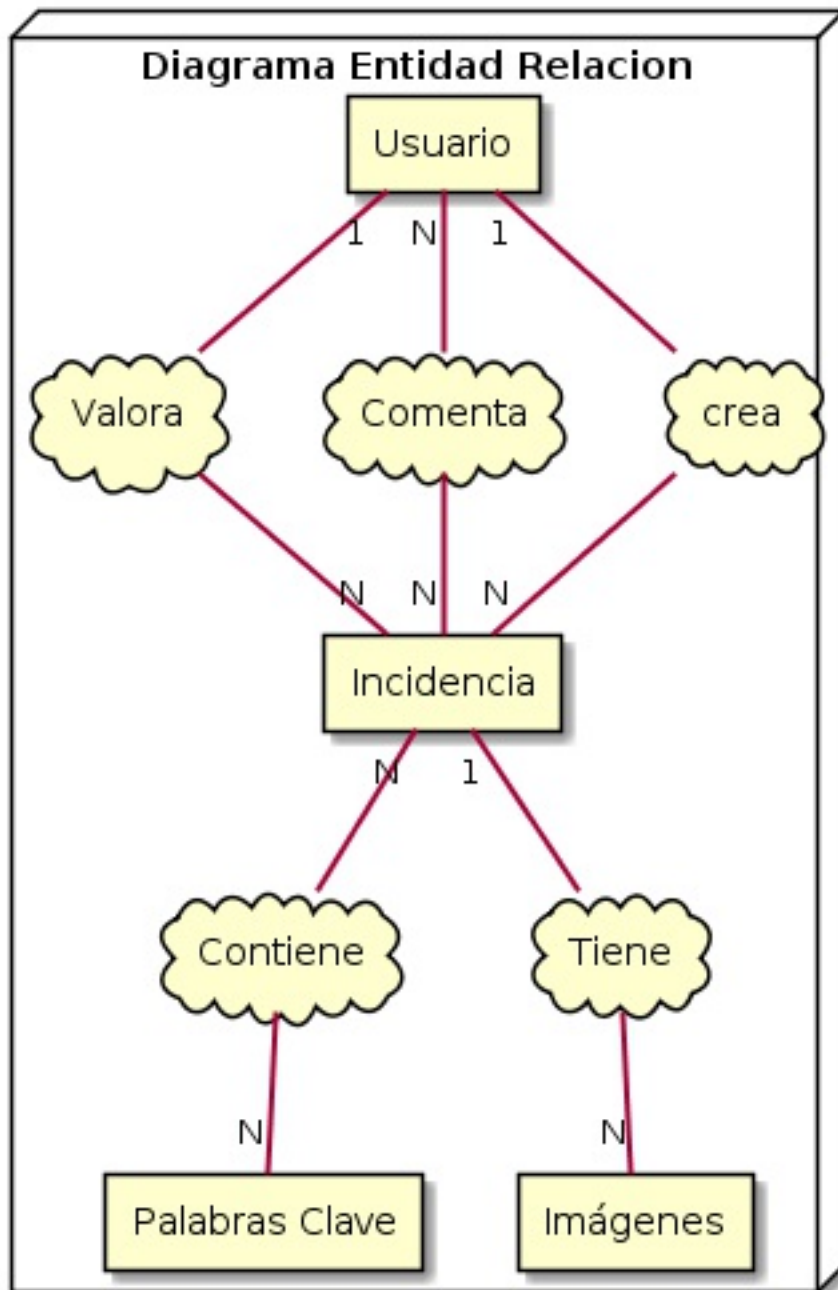 Diagrama Entidad Relacion
Usuario
1 N 1
Valora Comenta crea
N N N
Incidencia
N 1
Contiene Tiene
N N
Palabras Clave Imágenes